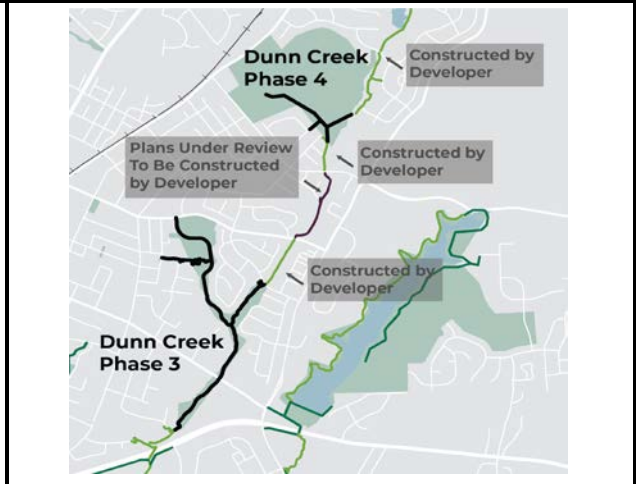 Constructed by
Developer
Dunn Creek
Phase 4
Plans Under Review
To Be Constructed
by Developer
Constructed by
Developer
Constructed by
Developer
Dunn Creek
Phase 3